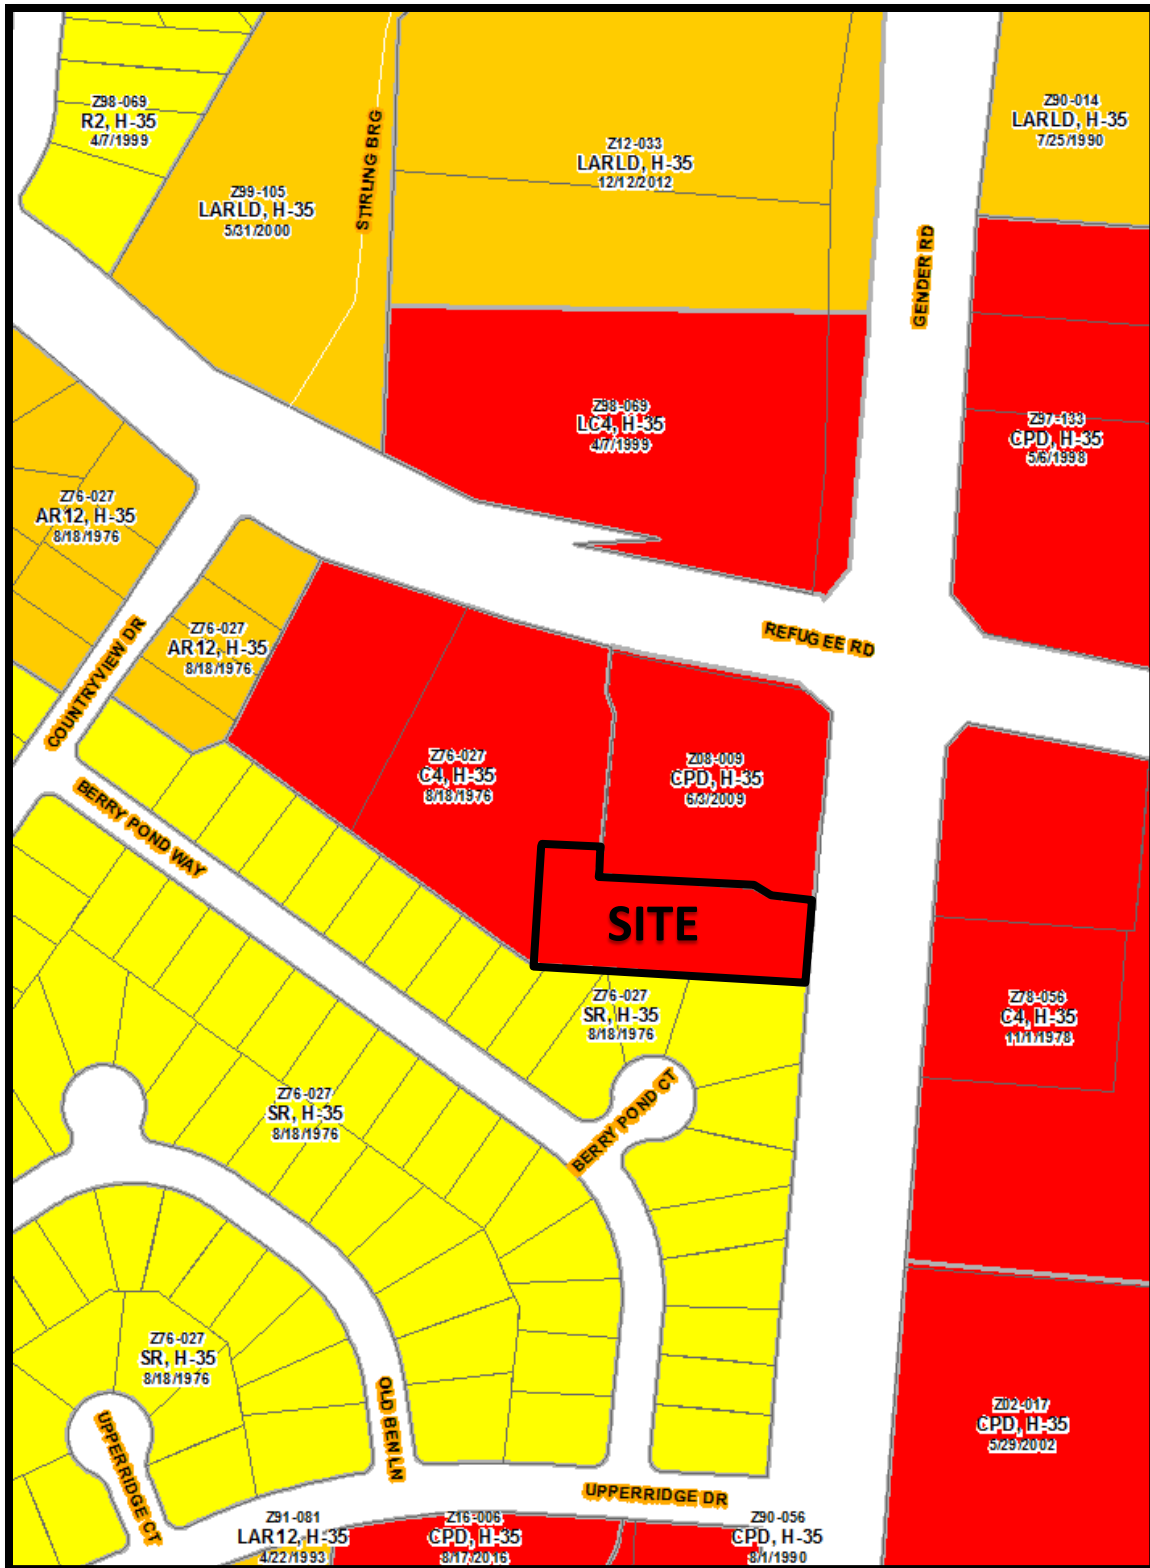 Z98-069
R2, H-35
4/7/1999
Z99-105
LARLD, H-35
5/31/2000
STIRLING BRG
Z12-033
LARLD, H-35
12/12/2012
Z90-014
LARLD, H-35
7/25/1990
GENDER RD
Z98-069
LC4, H-35
4/7/1999
Z97-133
CPD, H-35
5/6/1998
Z76-027
AR12, H-35
8/18/1976
Z76-027
AR12, H-35
8/18/1976
COUNTRYVIEW DR
REFUGEE RD
Z76-027
C4, H-35
8/18/1976
Z08-009
CPD, H-35
6/3/2009
BERRY POND WAY
SITE
Z76-027
SR, H-35
8/18/1976
Z78-056
C4, H-35
11/1/1978
Z76-027
SR, H-35
8/18/1976
BERRY POND CT
Z76-027
SR, H-35
8/18/1976
OLD BEN LN
UPPERRIDGE CT
Z02-017
CPD, H-35
5/29/2002
UPPERRIDGE DR
Z91-081
LAR12, H-35
4/22/1993
Z16-006
CPD, H-35
8/17/2016
Z90-056
CPD, H-35
8/1/1990